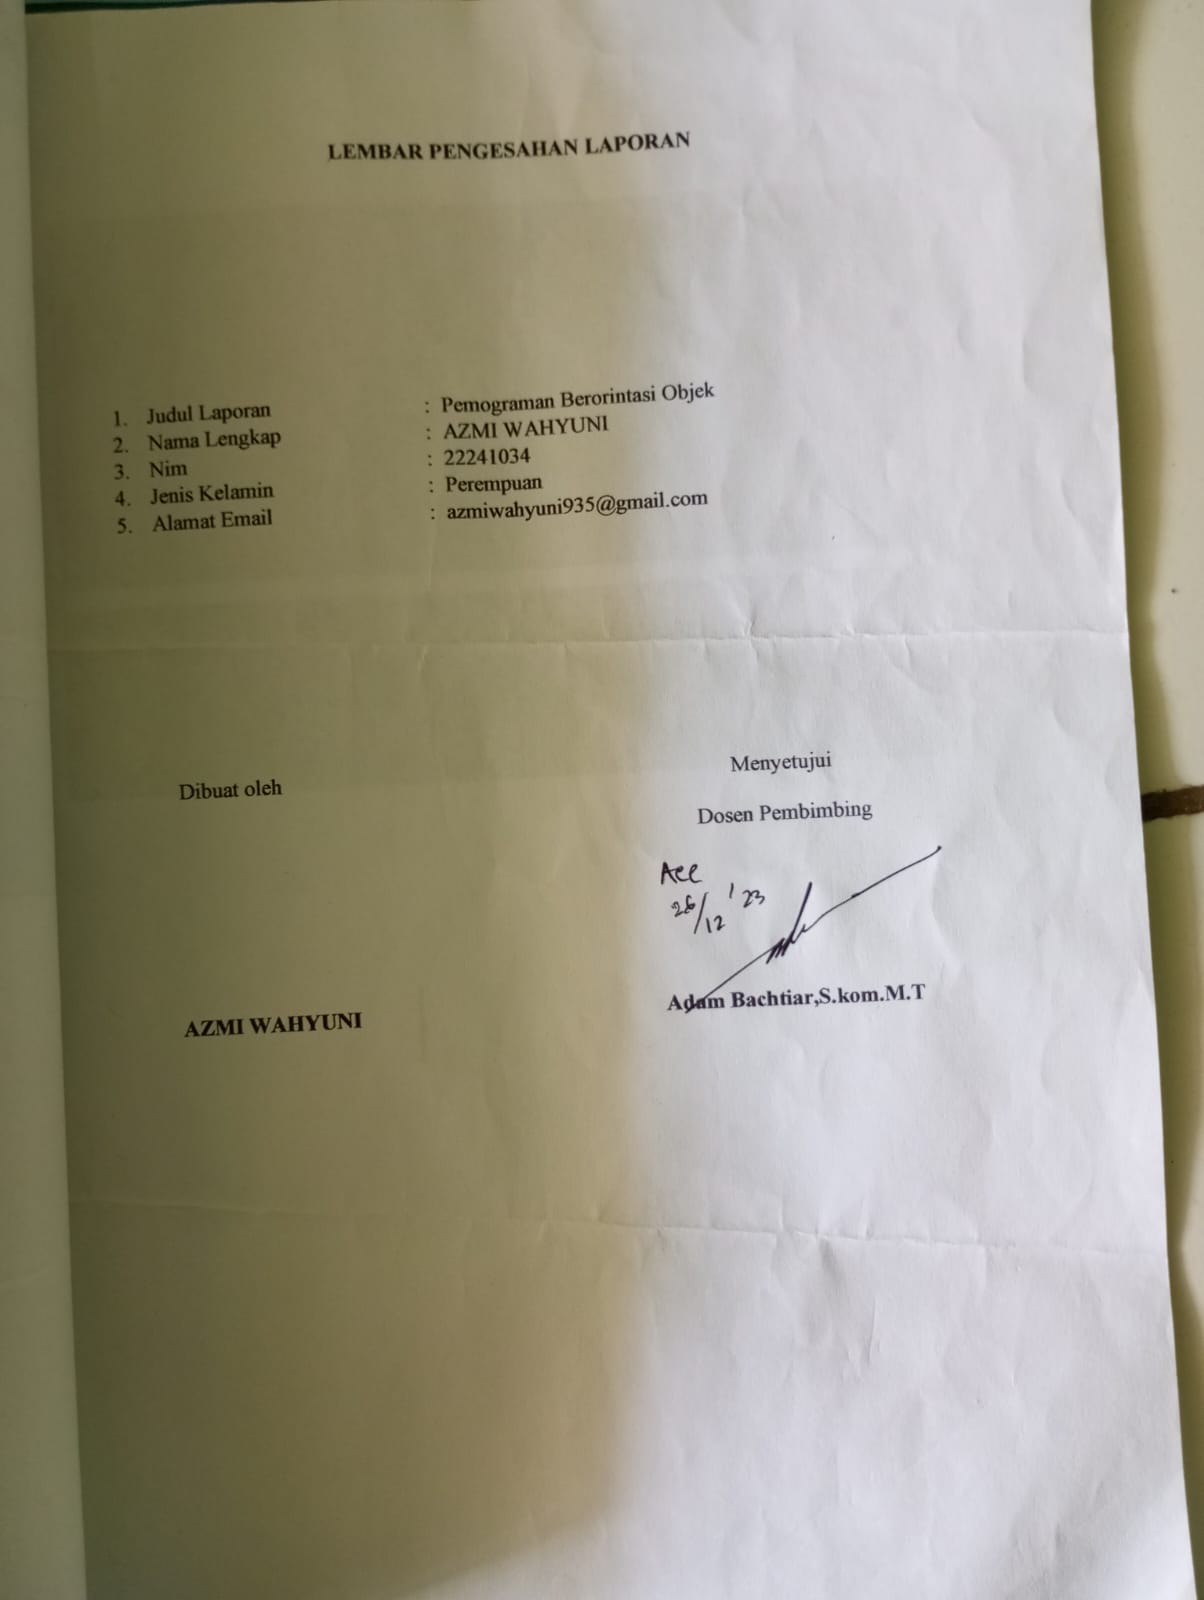 LEMBAR PENGESAHAN LAPORAN
1. Judul Laporan : Pemograman Berorintasi Objek
2. Nama Lengkap : AZMI WAHYUNI
3. Nim : 22241034
4. Jenis Kelamin : Perempuan
5. Alamat Email : azmiwahyuni935@gmail.com
Dibuat oleh
Menyetujui
Dosen Pembimbing
Acc
26/12 '23
AZMI WAHYUNI
Adam Bachtiar,S.kom.M.T